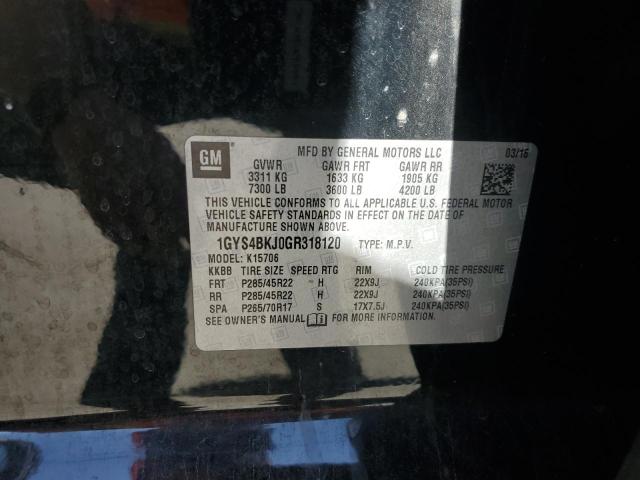 GM
MFD BY GENERAL MOTORS LLC 03/16
GVWR GAWR FRT GAWR RR
3311 KG 1633 KG 1905 KG
7300 LB 3600 LB 4200 LB
THIS VEHICLE CONFORMS TO ALL APPLICABLE U.S. FEDERAL MOTOR
VEHICLE SAFETY STANDARDS IN EFFECT ON THE DATE OF
MANUFACTURE SHOWN ABOVE.
1GYS4BKJ0GR318120 TYPE: M.P.V.
MODEL: K15706
KKBB TIRE SIZE SPEED RTG RIM COLD TIRE PRESSURE
FRT P285/45R22 H 22X9J 240KPA(35PSI)
RR P285/45R22 H 22X9J 240KPA(35PSI)
SPA P265/70R17 S 17X7.5J 240KPA(35PSI)
SEE OWNER'S MANUAL FOR MORE INFORMATION.